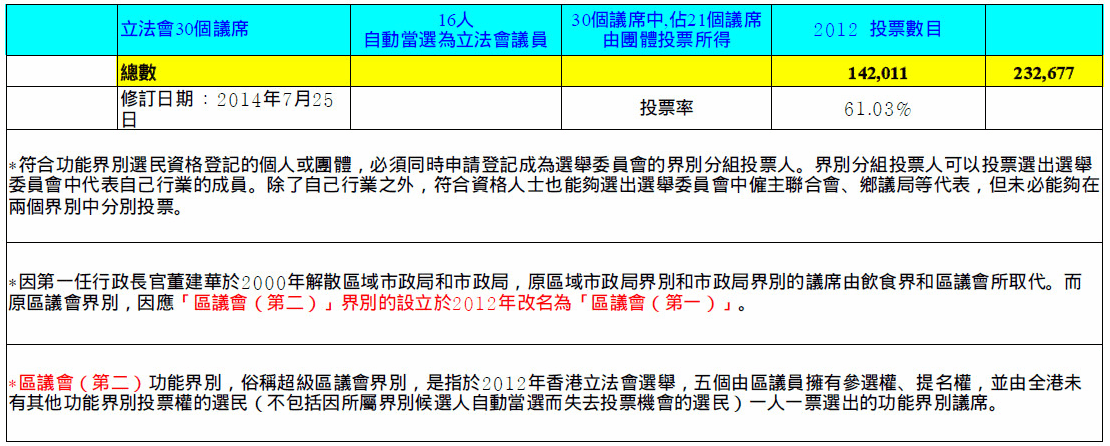 立法會30個議席
16人
自動當選為立法會議員
30個議席中,佔21個議席
由團體投票所得
2012 投票數目
總數
142,011
232,677
修訂日期：2014年7月25
日
投票率
61.03%
*符合功能界別選民資格登記的個人或團體，必須同時申請登記成為選舉委員會的界別分組投票人。界別分組投票人可以投票選出選舉
委員會中代表自己行業的成員。除了自己行業之外，符合資格人士也能夠選出選舉委員會中僱主聯合會、鄉議局等代表，但未必能夠在
兩個界別中分別投票。
*因第一任行政長官董建華於2000年解散區域市政局和市政局，原區域市政局界別和市政局界別的議席由飲食界和區議會所取代。而
原區議會界別，因應「區議會（第二）」界別的設立於2012年改名為「區議會（第一）」。
*區議會（第二）功能界別，俗稱超級區議會界別，是指於2012年香港立法會選舉，五個由區議員擁有參選權、提名權，並由全港未
有其他功能界別投票權的選民（不包括因所屬界別候選人自動當選而失去投票機會的選民）一人一票選出的功能界別議席。